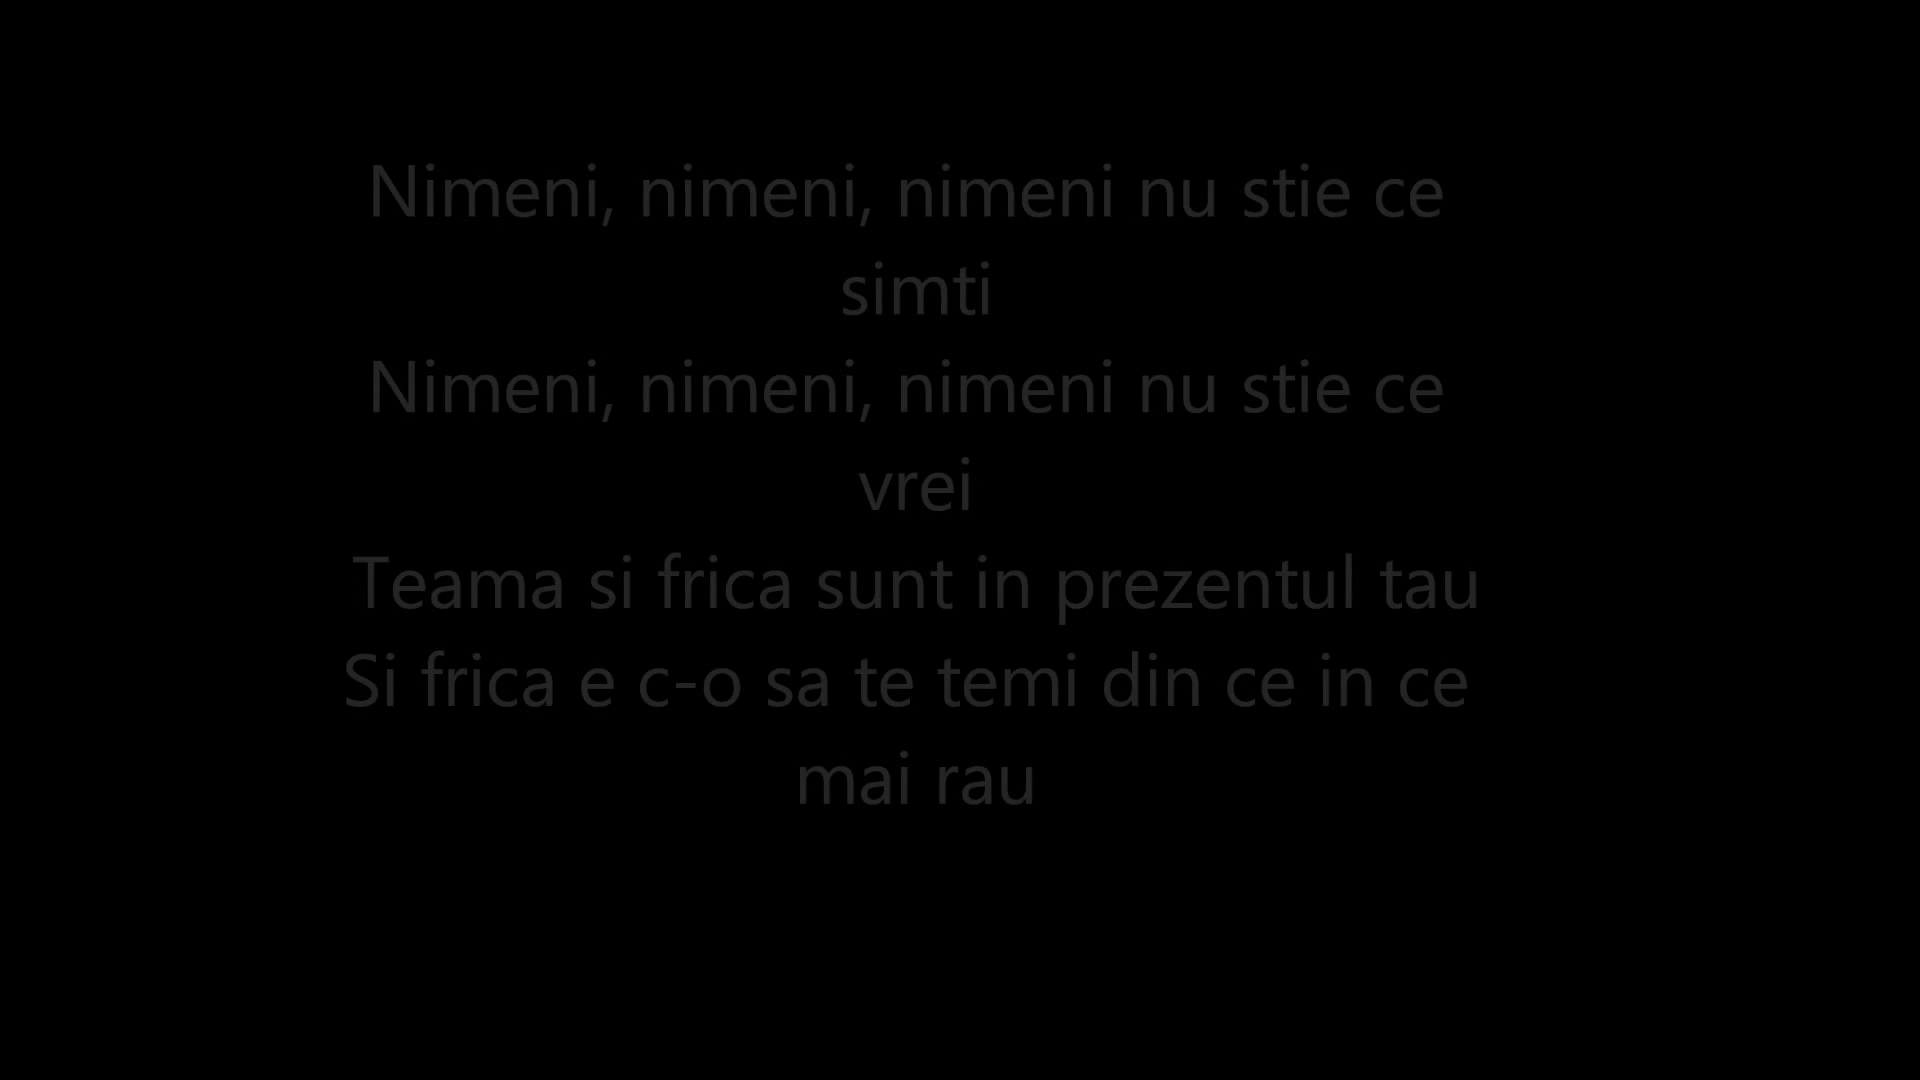 Nimeni, nimeni, nimeni nu stie ce
simti
Nimeni, nimeni, nimeni nu stie ce
vrei
Teama si frica sunt in prezentul tau
Si frica e c-o sa te temi din ce in ce
mai rau